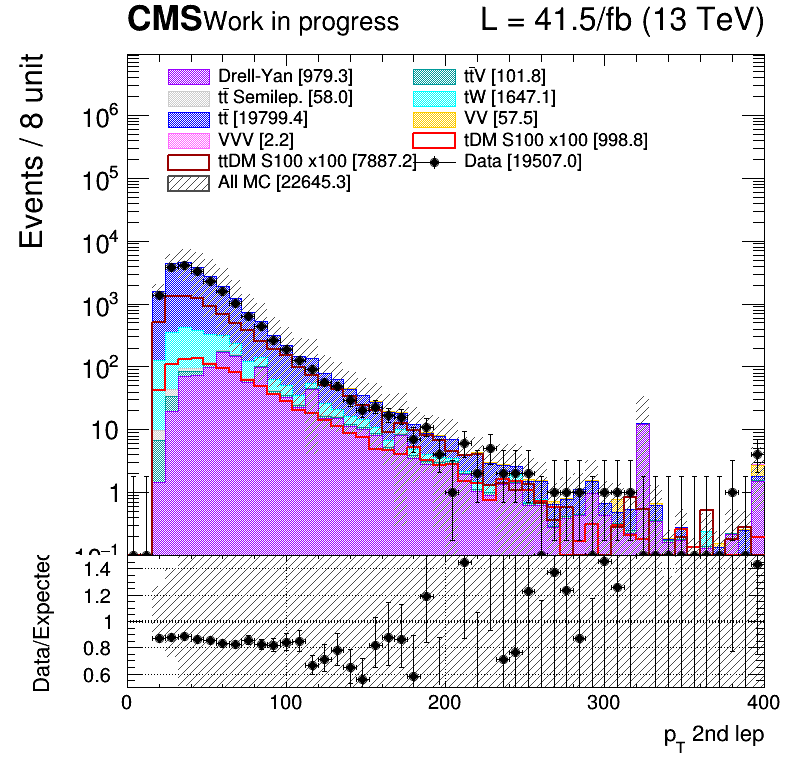 CMS Work in progress L = 41.5/fb (13 TeV)
Events / 8 unit
Drell-Yan [979.3] tt̄V [101.8]
tt̄ Semilep. [58.0] tW [1647.1]
tt̄ [19799.4] VV [57.5]
VVV [2.2] tDM S100 x100 [998.8]
ttDM S100 x100 [7887.2] Data [19507.0]
All MC [22645.3]
10⁶
10⁵
10⁴
10³
10²
10
1
10⁻¹
Data/Expected
1.4
1.2
1
0.8
0.6
0 100 200 300 400
p_T 2nd lep